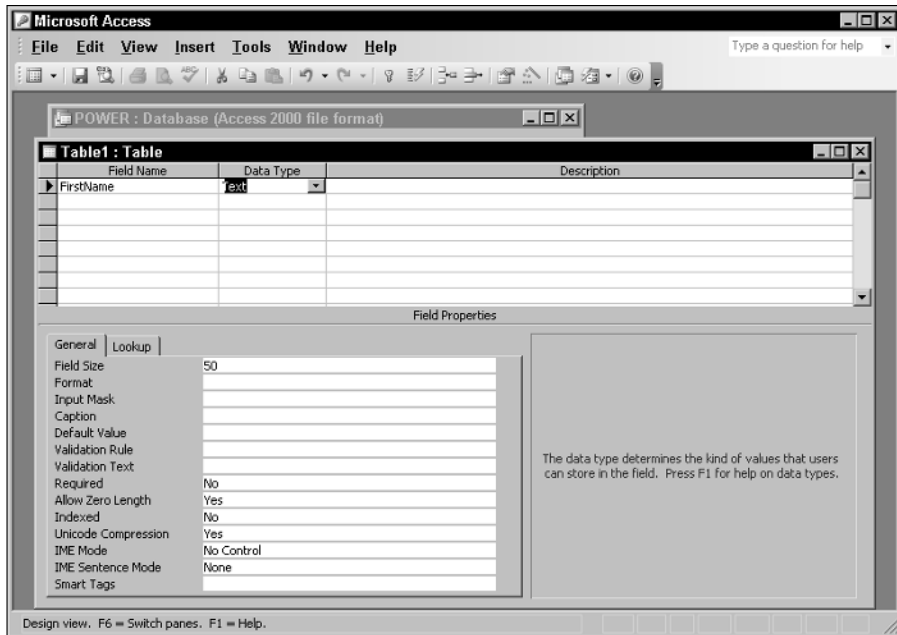 Microsoft Access
File Edit View Insert Tools Window Help
Type a question for help
POWER : Database (Access 2000 file format)
Table1 : Table
Field Name Data Type Description
FirstName Text
Field Properties
General Lookup
Field Size 50
Format
Input Mask
Caption
Default Value
Validation Rule
Validation Text
Required No
Allow Zero Length Yes
Indexed No
Unicode Compression Yes
IME Mode No Control
IME Sentence Mode None
Smart Tags
The data type determines the kind of values that users
can store in the field. Press F1 for help on data types.
Design view. F6 = Switch panes. F1 = Help.